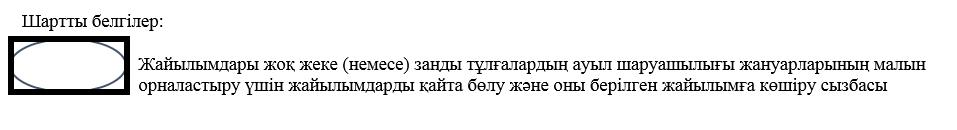 Шартты белгілер:
Жайылымдары жоқ жеке (немесе) заңды тұлғалардың ауыл шаруашылығы жануарларының малын
орналастыру үшін жайылымдарды қайта бөлу және оны берілген жайылымға көшіру сызбасы